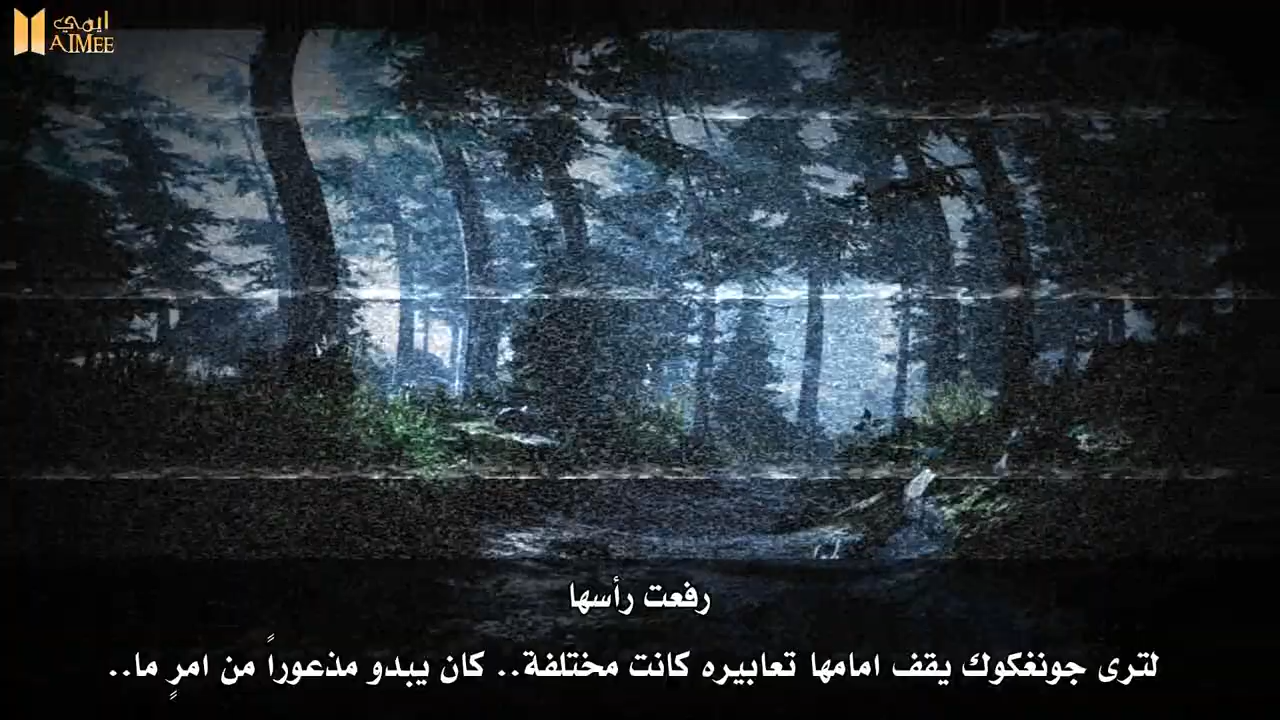 ايمي
AIMEE
رفعت رأسها
لترى جونغكوك يقف امامها تعابيره كانت مختلفة.. كان يبدو مذعوراً من امرٍ ما..